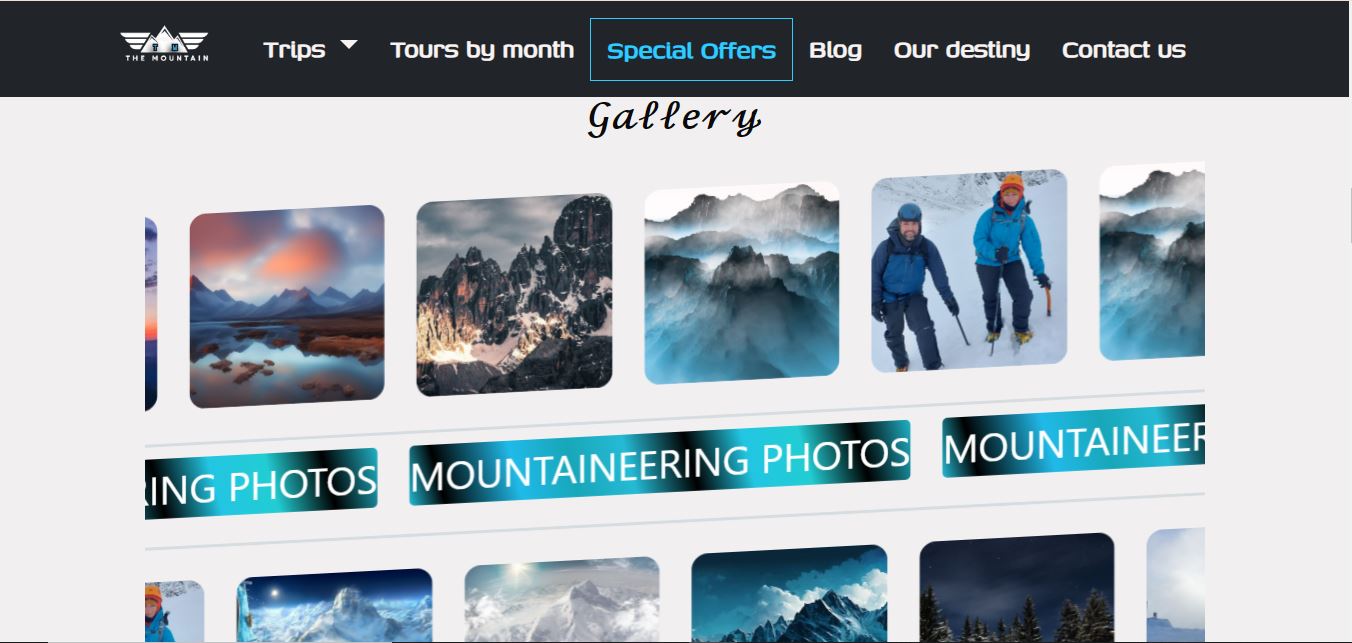 T M
THE MOUNTAIN
Trips
Tours by month
Special Offers
Blog
Our destiny
Contact us
Gallery
RING PHOTOS
MOUNTAINEERING PHOTOS
MOUNTAINEER